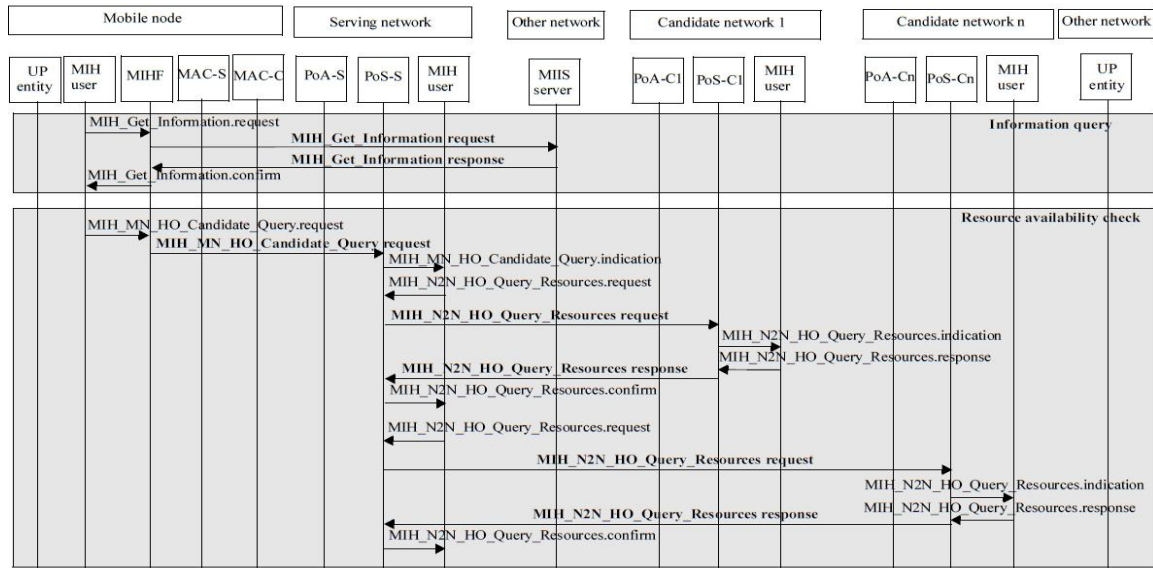 Mobile node
Serving network
Other network
Candidate network 1
Candidate network n
Other network
UP entity
MIH user
MIHF
MAC-S
MAC-C
PoA-S
PoS-S
MIH user
MIIS server
PoA-C1
PoS-C1
MIH user
PoA-Cn
PoS-Cn
MIH user
UP entity
Information query
MIH_Get_Information.request
MIH_Get_Information request
MIH_Get_Information response
MIH_Get_Information.confirm
Resource availability check
MIH_MN_HO_Candidate_Query.request
MIH_MN_HO_Candidate_Query request
MIH_MN_HO_Candidate_Query.indication
MIH_N2N_HO_Query_Resources.request
MIH_N2N_HO_Query_Resources request
MIH_N2N_HO_Query_Resources.indication
MIH_N2N_HO_Query_Resources.response
MIH_N2N_HO_Query_Resources response
MIH_N2N_HO_Query_Resources.confirm
MIH_N2N_HO_Query_Resources.request
MIH_N2N_HO_Query_Resources request
MIH_N2N_HO_Query_Resources.indication
MIH_N2N_HO_Query_Resources.response
MIH_N2N_HO_Query_Resources response
MIH_N2N_HO_Query_Resources.confirm